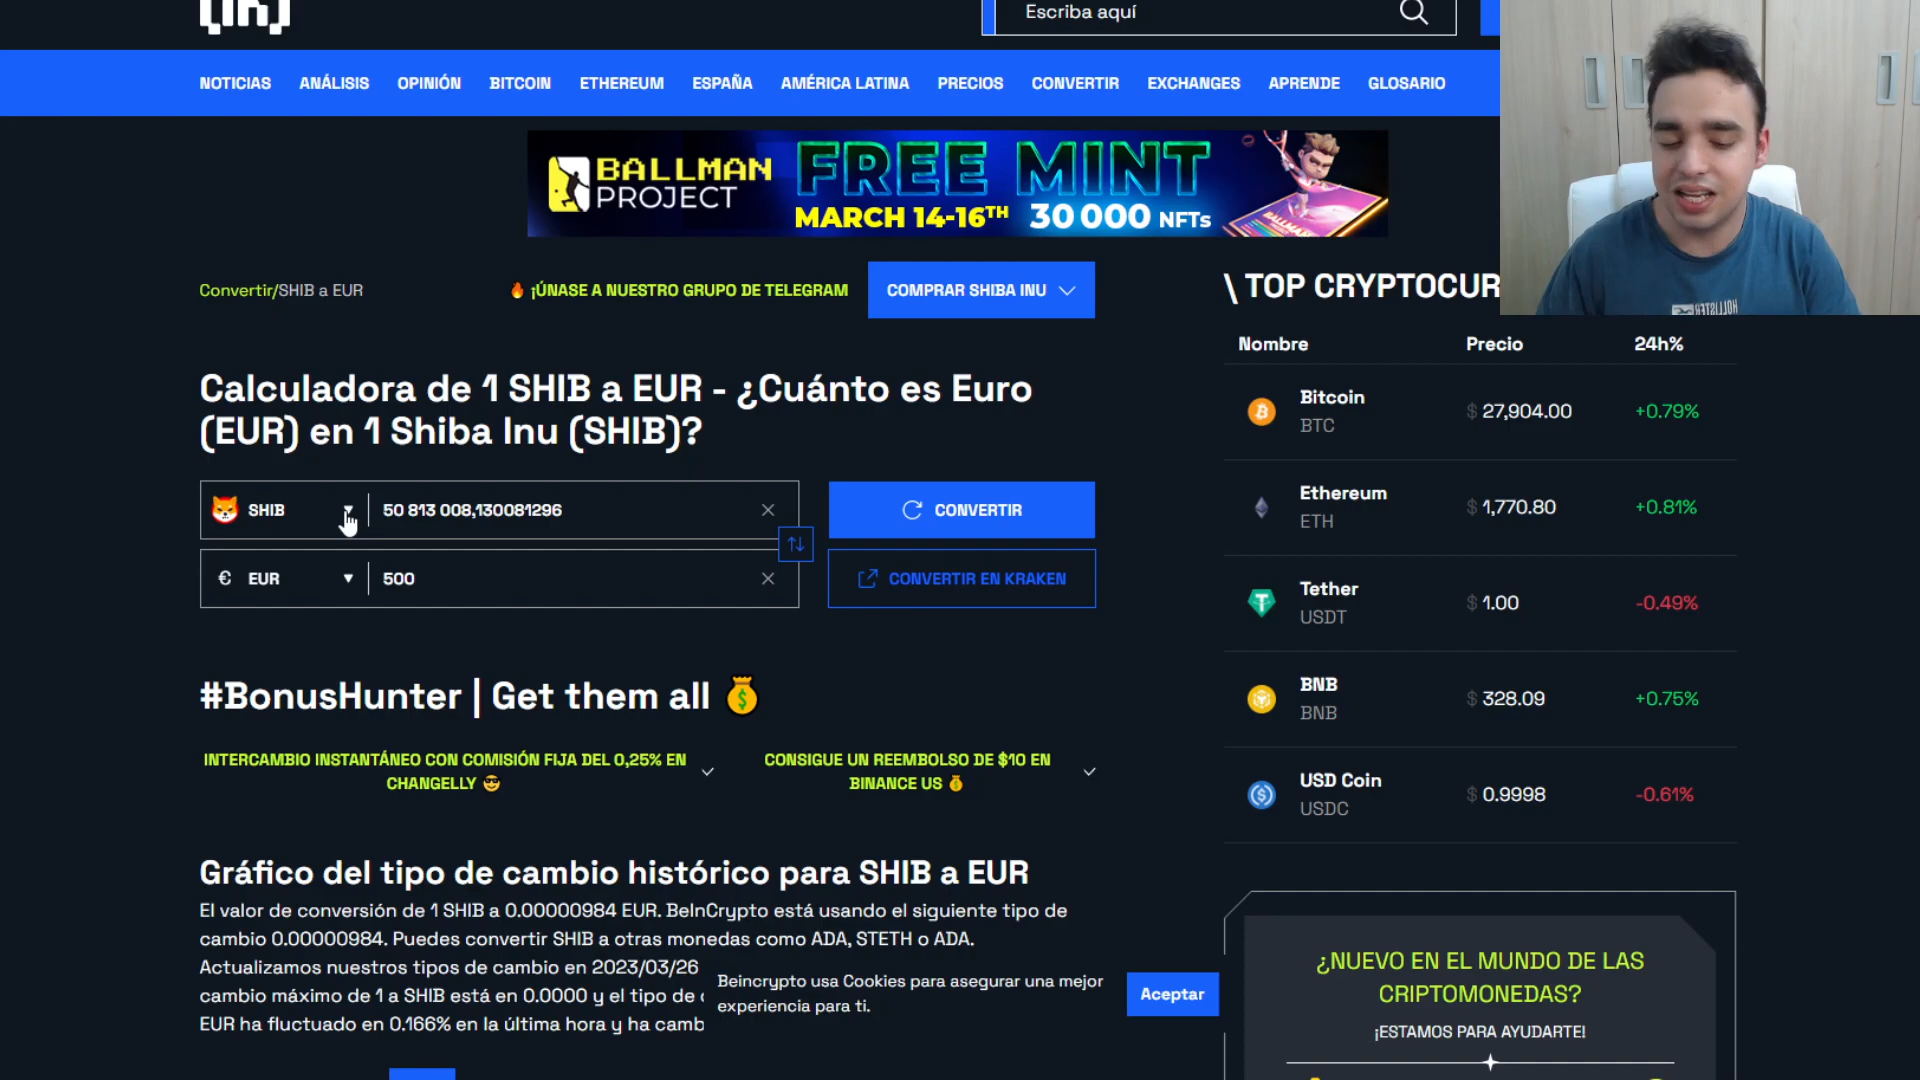 [IN]
Escriba aquí
NOTICIAS ANÁLISIS OPINIÓN BITCOIN ETHEREUM ESPAÑA AMÉRICA LATINA PRECIOS CONVERTIR EXCHANGES APRENDE GLOSARIO
BALLMAN
PROJECT
FREE MINT
MARCH 14-16TH 30 000 NFTs
Convertir/SHIB a EUR
¡ÚNASE A NUESTRO GRUPO DE TELEGRAM
COMPRAR SHIBA INU
Calculadora de 1 SHIB a EUR - ¿Cuánto es Euro
(EUR) en 1 Shiba Inu (SHIB)?
SHIB 50 813 008,130081296
CONVERTIR
€ EUR 500
CONVERTIR EN KRAKEN
#BonusHunter | Get them all
INTERCAMBIO INSTANTÁNEO CON COMISIÓN FIJA DEL 0,25% EN
CHANGELLY
CONSIGUE UN REEMBOLSO DE $10 EN
BINANCE US
Gráfico del tipo de cambio histórico para SHIB a EUR
El valor de conversión de 1 SHIB a 0.00000984 EUR. BeInCrypto está usando el siguiente tipo de
cambio 0.00000984. Puedes convertir SHIB a otras monedas como ADA, STETH o ADA.
Actualizamos nuestros tipos de cambio en 2023/03/26
cambio máximo de 1 a SHIB está en 0.0000 y el tipo de
EUR ha fluctuado en 0.166% en la última hora y ha camb
Beincrypto usa Cookies para asegurar una mejor
experiencia para ti.
Aceptar
\ TOP CRYPTOCUR
Nombre Precio 24h%
Bitcoin
BTC
$ 27,904.00 +0.79%
Ethereum
ETH
$ 1,770.80 +0.81%
Tether
USDT
$ 1.00 -0.49%
BNB
BNB
$ 328.09 +0.75%
USD Coin
USDC
$ 0.9998 -0.61%
¿NUEVO EN EL MUNDO DE LAS
CRIPTOMONEDAS?
¡ESTAMOS PARA AYUDARTE!
HOLLISTER